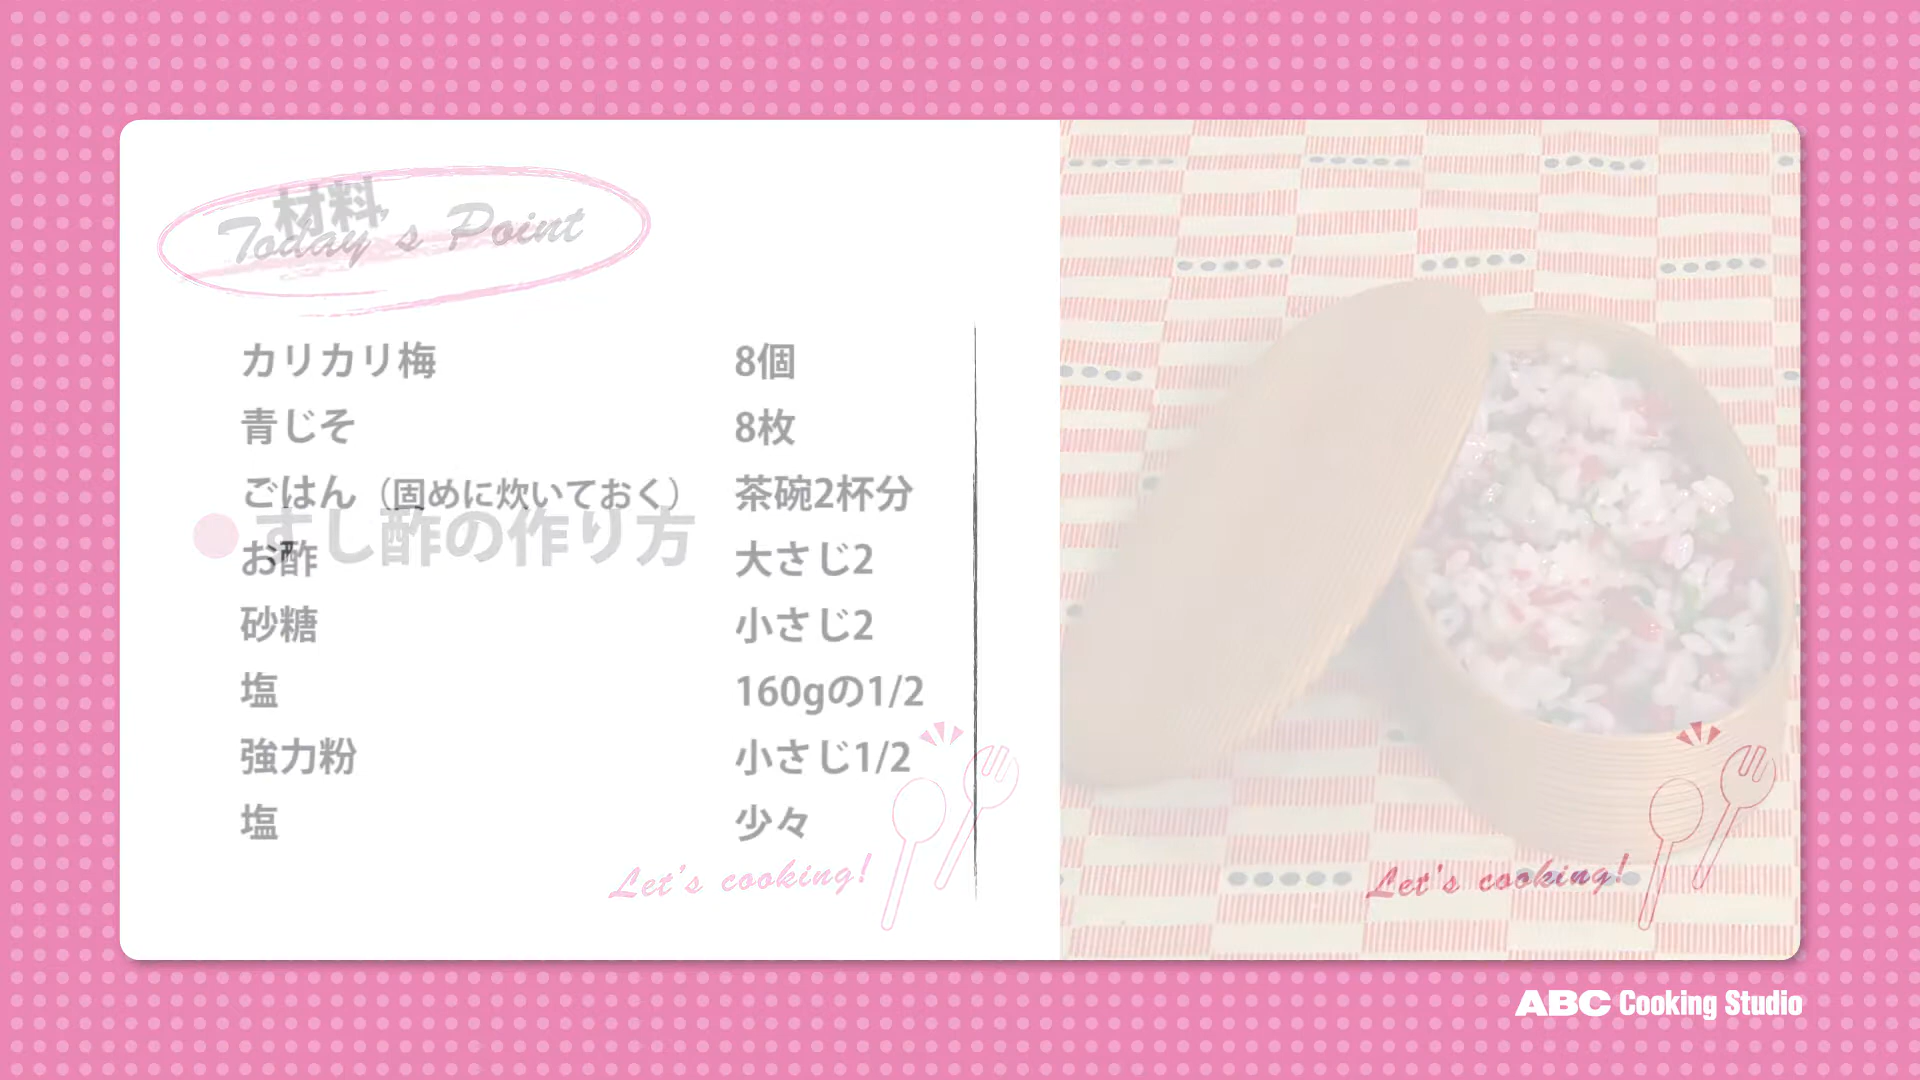 材料
Today's Point
カリカリ梅 8個
青じそ 8枚
ごはん（固めに炊いておく） 茶碗2杯分
すし酢の作り方
お酢 大さじ2
砂糖 小さじ2
塩 160gの1/2
強力粉 小さじ1/2
塩 少々
Let's cooking!
Let's cooking!
ABC Cooking Studio